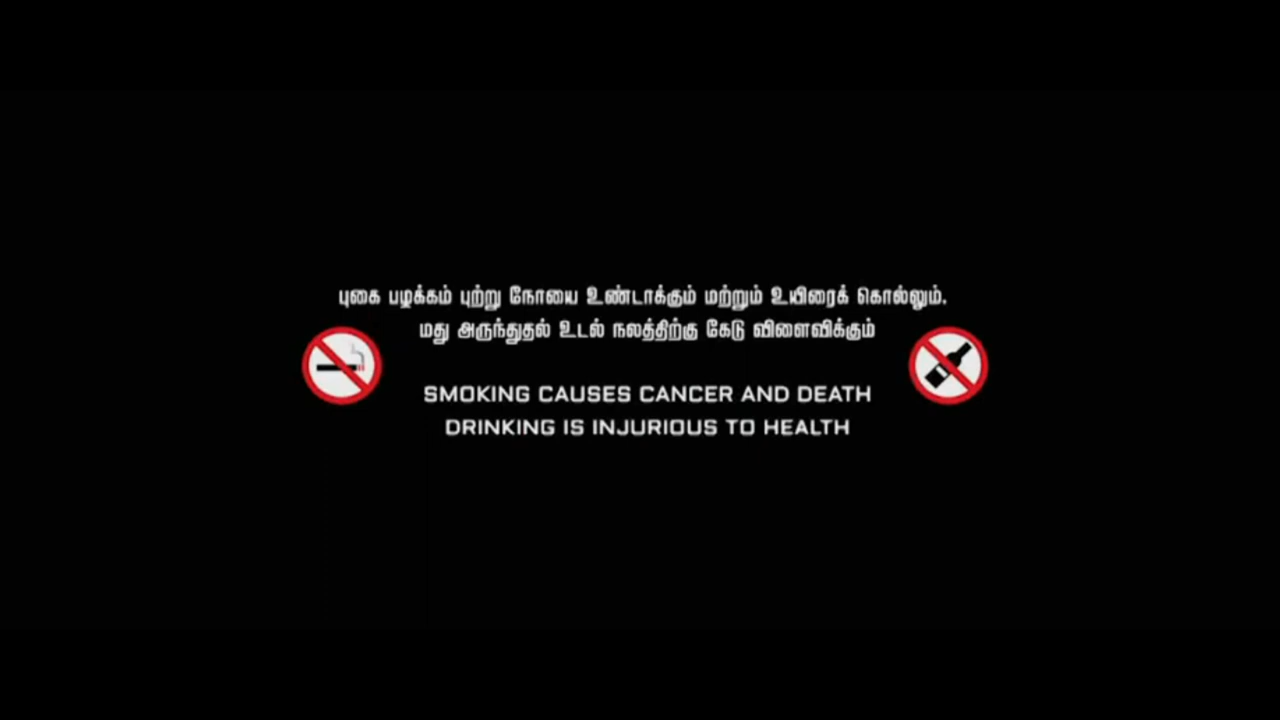 புகை பழக்கம் புற்று நோயை உண்டாக்கும் மற்றும் உயிரைக் கொல்லும்.
மது அருந்துதல் உடல் நலத்திற்கு கேடு விளைவிக்கும்
SMOKING CAUSES CANCER AND DEATH
DRINKING IS INJURIOUS TO HEALTH